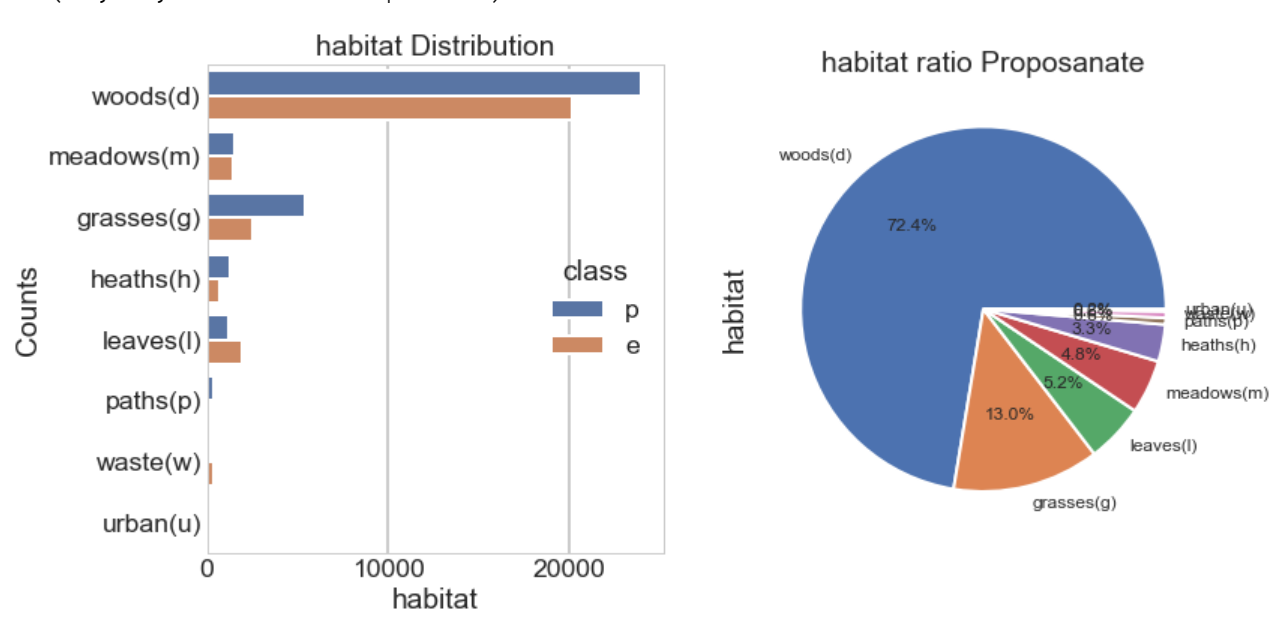 habitat Distribution
woods(d)
meadows(m)
grasses(g)
heaths(h)
leaves(l)
paths(p)
waste(w)
urban(u)
Counts
0 10000 20000
habitat
class
p
e
habitat ratio Proposanate
habitat
woods(d)
72.4%
urban(u)
waste(w)
paths(p)
3.3%
heaths(h)
4.8%
meadows(m)
5.2%
leaves(l)
13.0%
grasses(g)